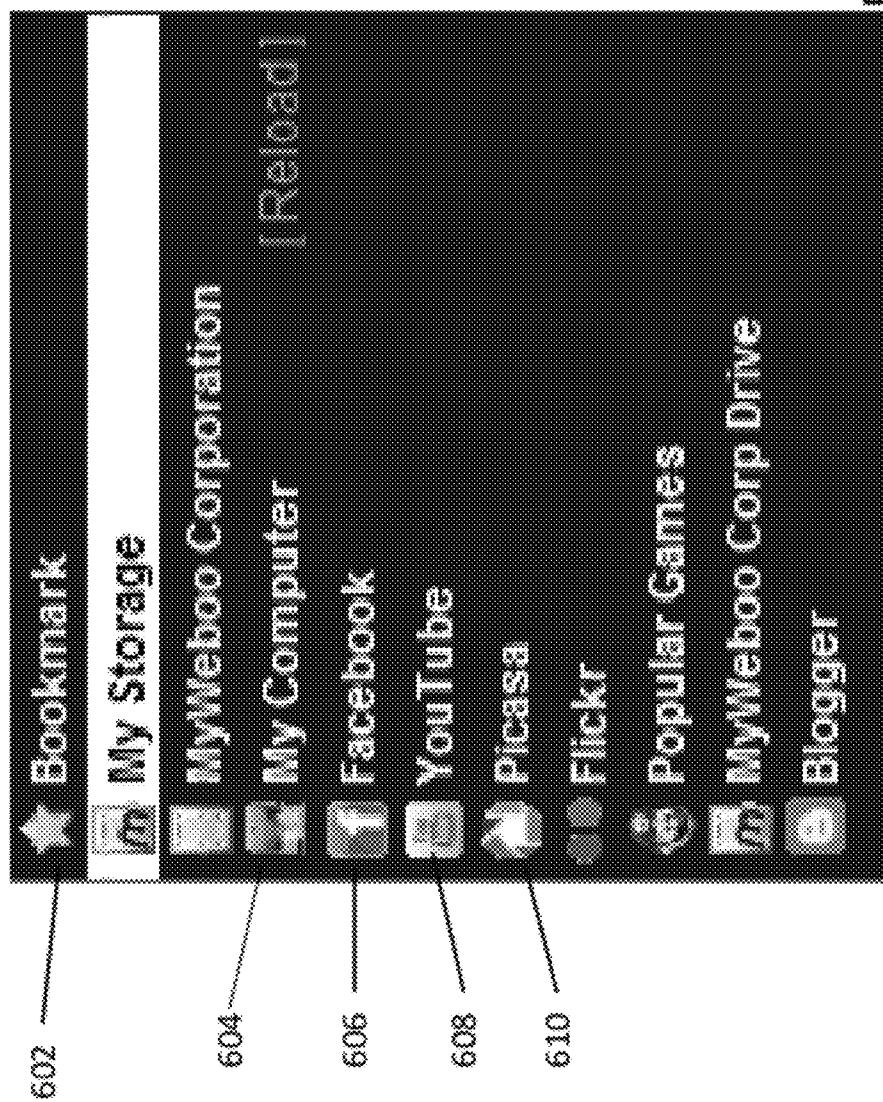 Bookmark
My Storage
MyWeboo Corporation
My Computer [Reload]
Facebook
YouTube
Picasa
Flickr
Popular Games
MyWeboo Corp Drive
Blogger
602
604
606
608
610